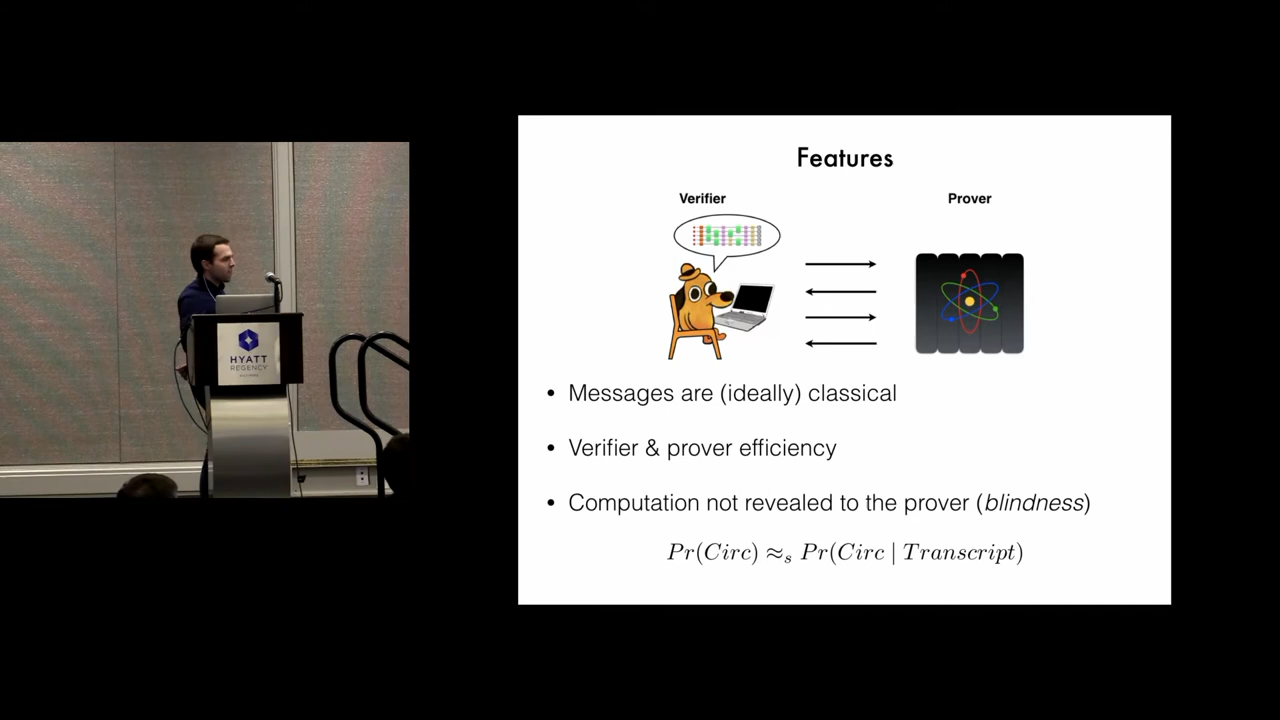 Features
Verifier
Prover
• Messages are (ideally) classical
• Verifier & prover efficiency
• Computation not revealed to the prover (blindness)
Pr(Circ) ≈s Pr(Circ | Transcript)
HYATT
REGENCY